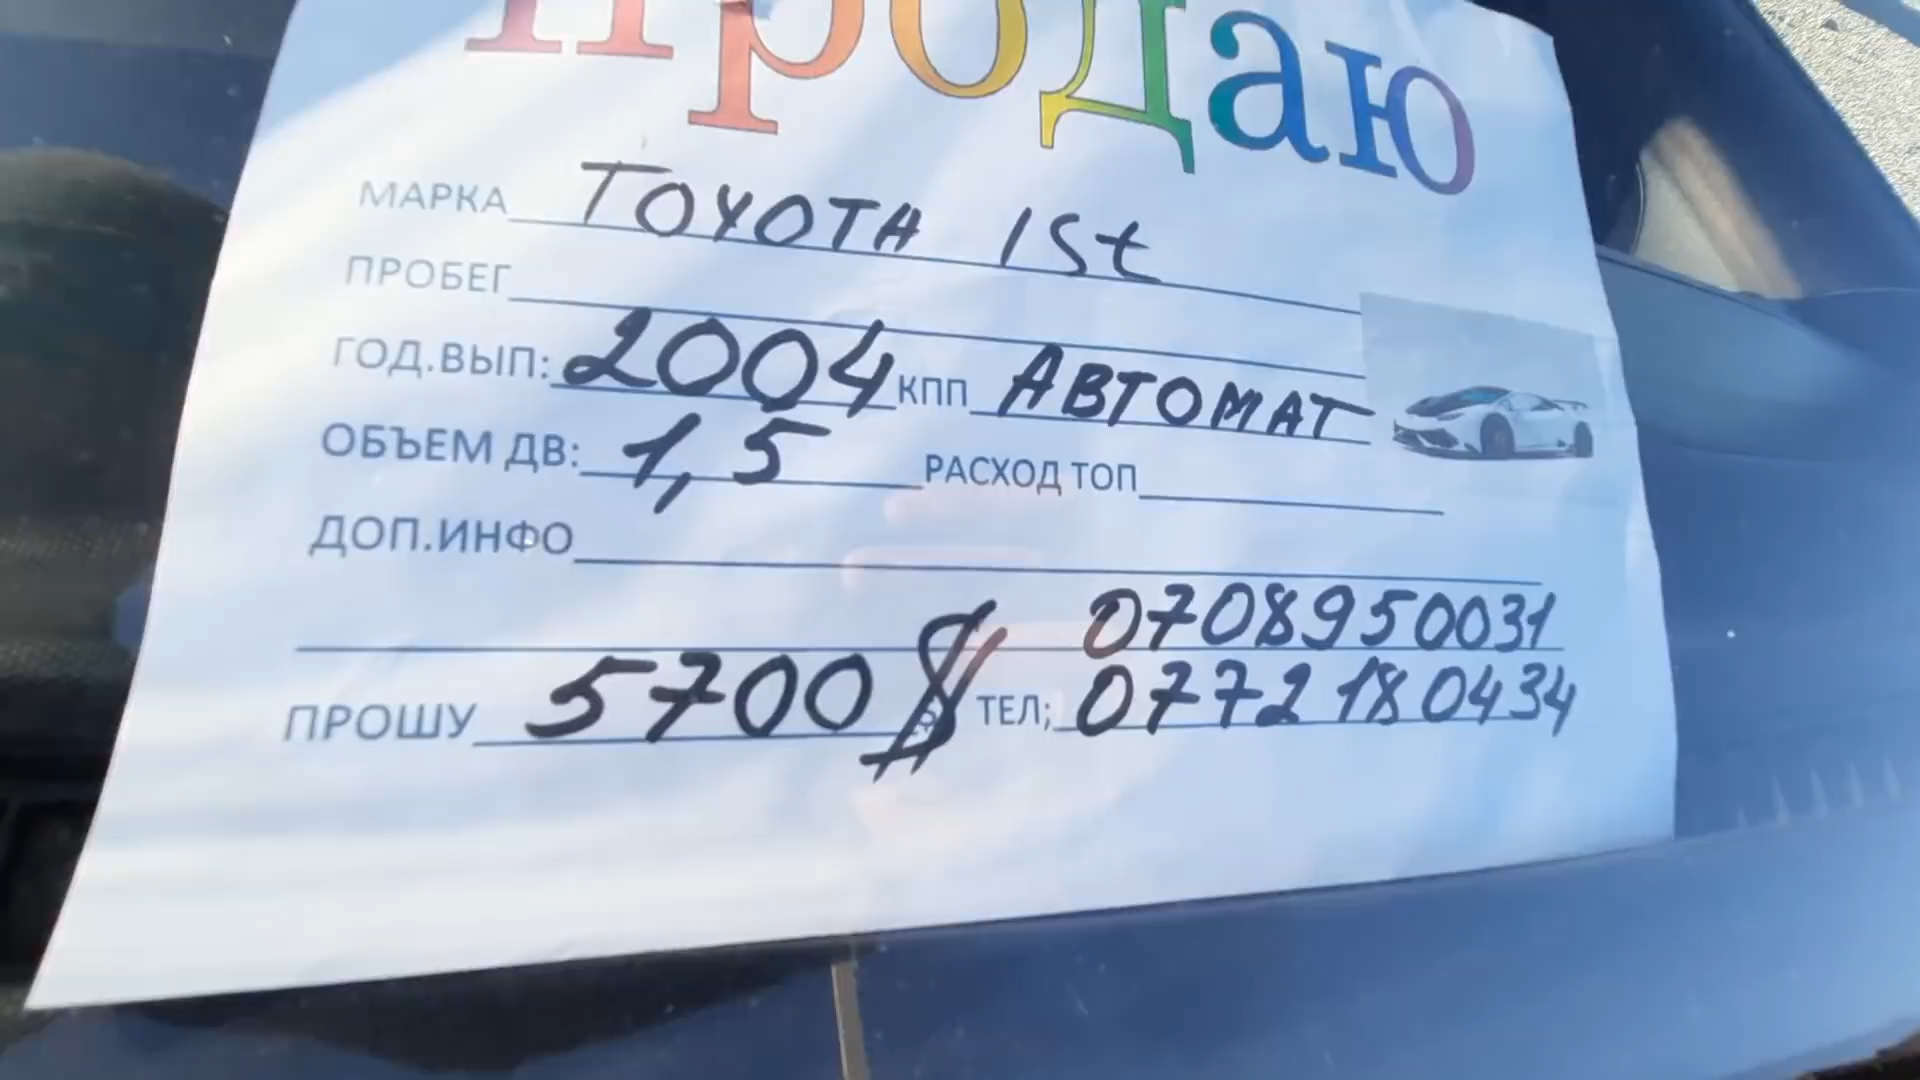 Продаю
МАРКА TOYOTA ISt
ПРОБЕГ
ГОД.ВЫП: 2004 КПП АВТОМАТ
ОБЪЕМ ДВ: 1,5 РАСХОД ТОП
ДОП.ИНФО
0708950031
ПРОШУ 5700 $ ТЕЛ; 0772180434